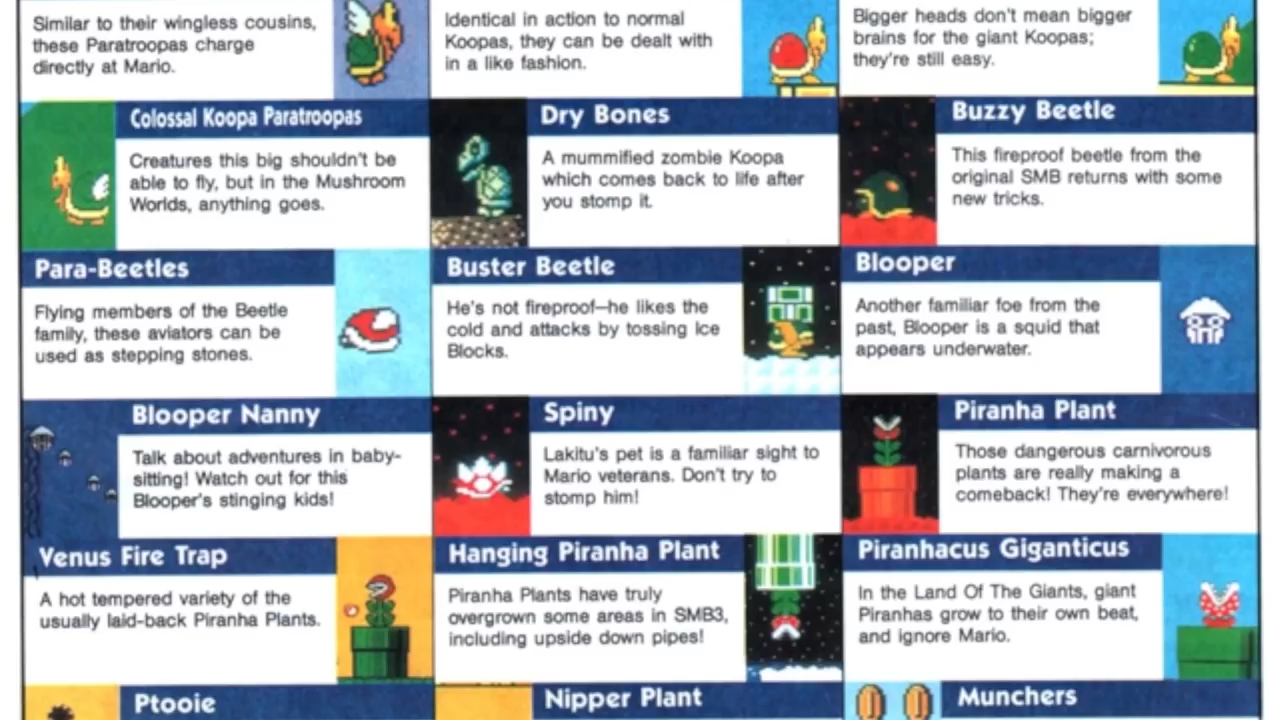 Similar to their wingless cousins,
these Paratroopas charge
directly at Mario.
Identical in action to normal
Koopas, they can be dealt with
in a like fashion.
Bigger heads don't mean bigger
brains for the giant Koopas;
they're still easy.
Colossal Koopa Paratroopas
Creatures this big shouldn't be
able to fly, but in the Mushroom
Worlds, anything goes.
Dry Bones
A mummified zombie Koopa
which comes back to life after
you stomp it.
Buzzy Beetle
This fireproof beetle from the
original SMB returns with some
new tricks.
Para-Beetles
Flying members of the Beetle
family, these aviators can be
used as stepping stones.
Buster Beetle
He's not fireproof—he likes the
cold and attacks by tossing Ice
Blocks.
Blooper
Another familiar foe from the
past, Blooper is a squid that
appears underwater.
Blooper Nanny
Talk about adventures in baby-
sitting! Watch out for this
Blooper's stinging kids!
Spiny
Lakitu's pet is a familiar sight to
Mario veterans. Don't try to
stomp him!
Piranha Plant
Those dangerous carnivorous
plants are really making a
comeback! They're everywhere!
Venus Fire Trap
A hot tempered variety of the
usually laid-back Piranha Plants.
Hanging Piranha Plant
Piranha Plants have truly
overgrown some areas in SMB3,
including upside down pipes!
Piranhacus Giganticus
In the Land Of The Giants, giant
Piranhas grow to their own beat,
and ignore Mario.
Ptooie
Nipper Plant
Munchers